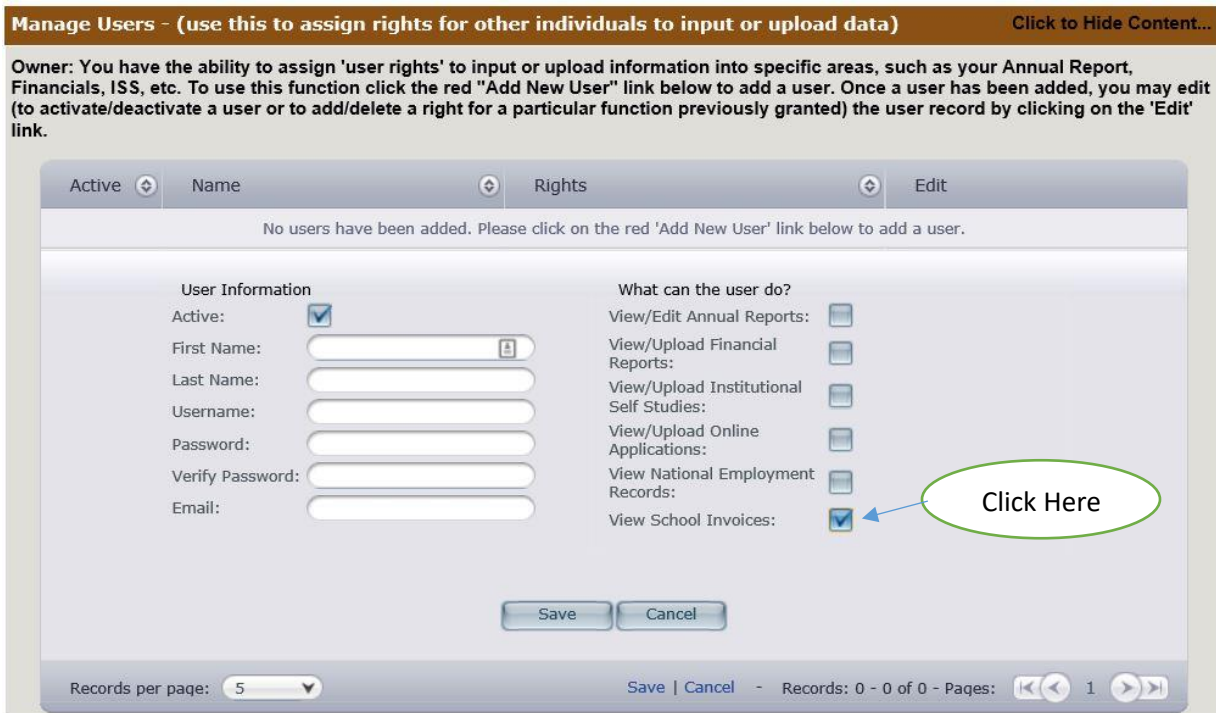 Manage Users - (use this to assign rights for other individuals to input or upload data) Click to Hide Content...
Owner: You have the ability to assign 'user rights' to input or upload information into specific areas, such as your Annual Report,
Financials, ISS, etc. To use this function click the red "Add New User" link below to add a user. Once a user has been added, you may edit
(to activate/deactivate a user or to add/delete a right for a particular function previously granted) the user record by clicking on the 'Edit'
link.
Active Name Rights Edit
No users have been added. Please click on the red 'Add New User' link below to add a user.
User Information
Active:
First Name:
Last Name:
Username:
Password:
Verify Password:
Email:
What can the user do?
View/Edit Annual Reports:
View/Upload Financial
Reports:
View/Upload Institutional
Self Studies:
View/Upload Online
Applications:
View National Employment
Records:
View School Invoices:
Click Here
Save Cancel
Records per page: 5 Save | Cancel - Records: 0 - 0 of 0 - Pages: 1